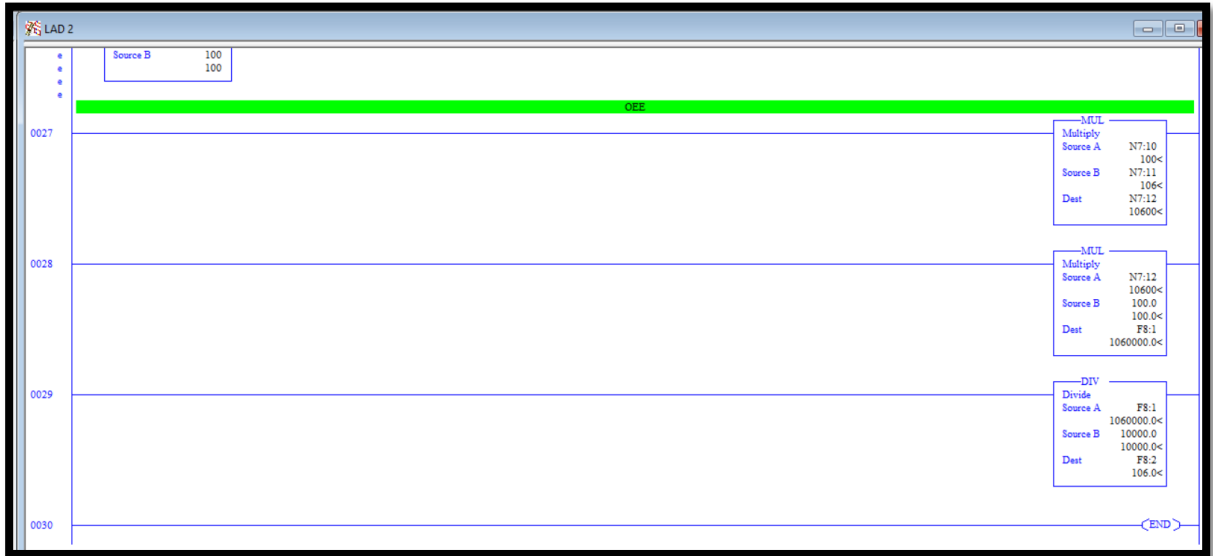 LAD 2
e
e
e
e
Source B 100
100
OEE
0027
MUL
Multiply
Source A N7:10
100<
Source B N7:11
106<
Dest N7:12
10600<
0028
MUL
Multiply
Source A N7:12
10600<
Source B 100.0
100.0<
Dest F8:1
1060000.0<
0029
DIV
Divide
Source A F8:1
1060000.0<
Source B 10000.0
10000.0<
Dest F8:2
106.0<
0030
END